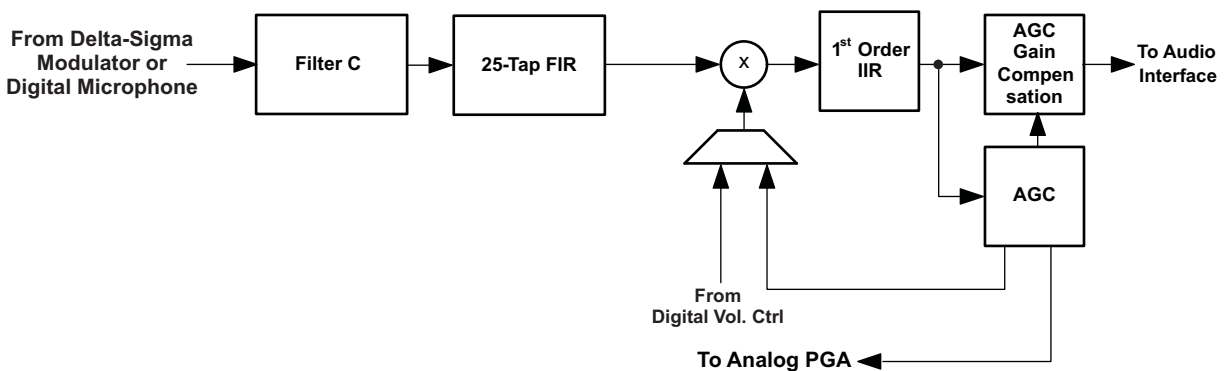 From Delta-Sigma
Modulator or
Digital Microphone
Filter C
25-Tap FIR
X
1st Order
IIR
AGC
Gain
Compen
sation
To Audio
Interface
AGC
From
Digital Vol. Ctrl
To Analog PGA